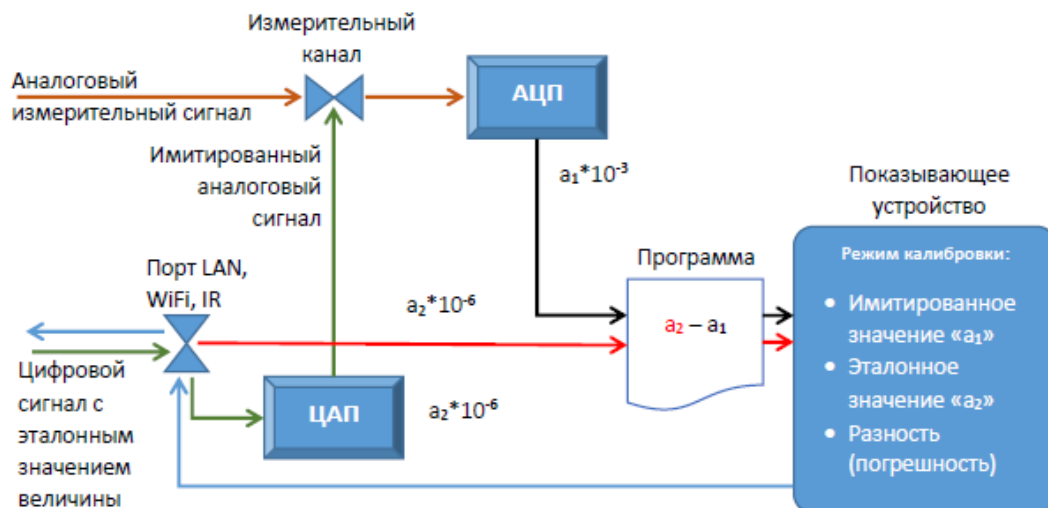 Измерительный
канал
Аналоговый
измерительный сигнал
АЦП
Имитированный
аналоговый
сигнал
a₁*10⁻³
Показывающее
устройство
Порт LAN,
WiFi, IR
a₂*10⁻⁶
Программа
a₂ – a₁
Режим калибровки:
• Имитированное
значение «a₁»
• Эталонное
значение «a₂»
• Разность
(погрешность)
Цифровой
сигнал с
эталонным
значением
величины
ЦАП
a₂*10⁻⁶